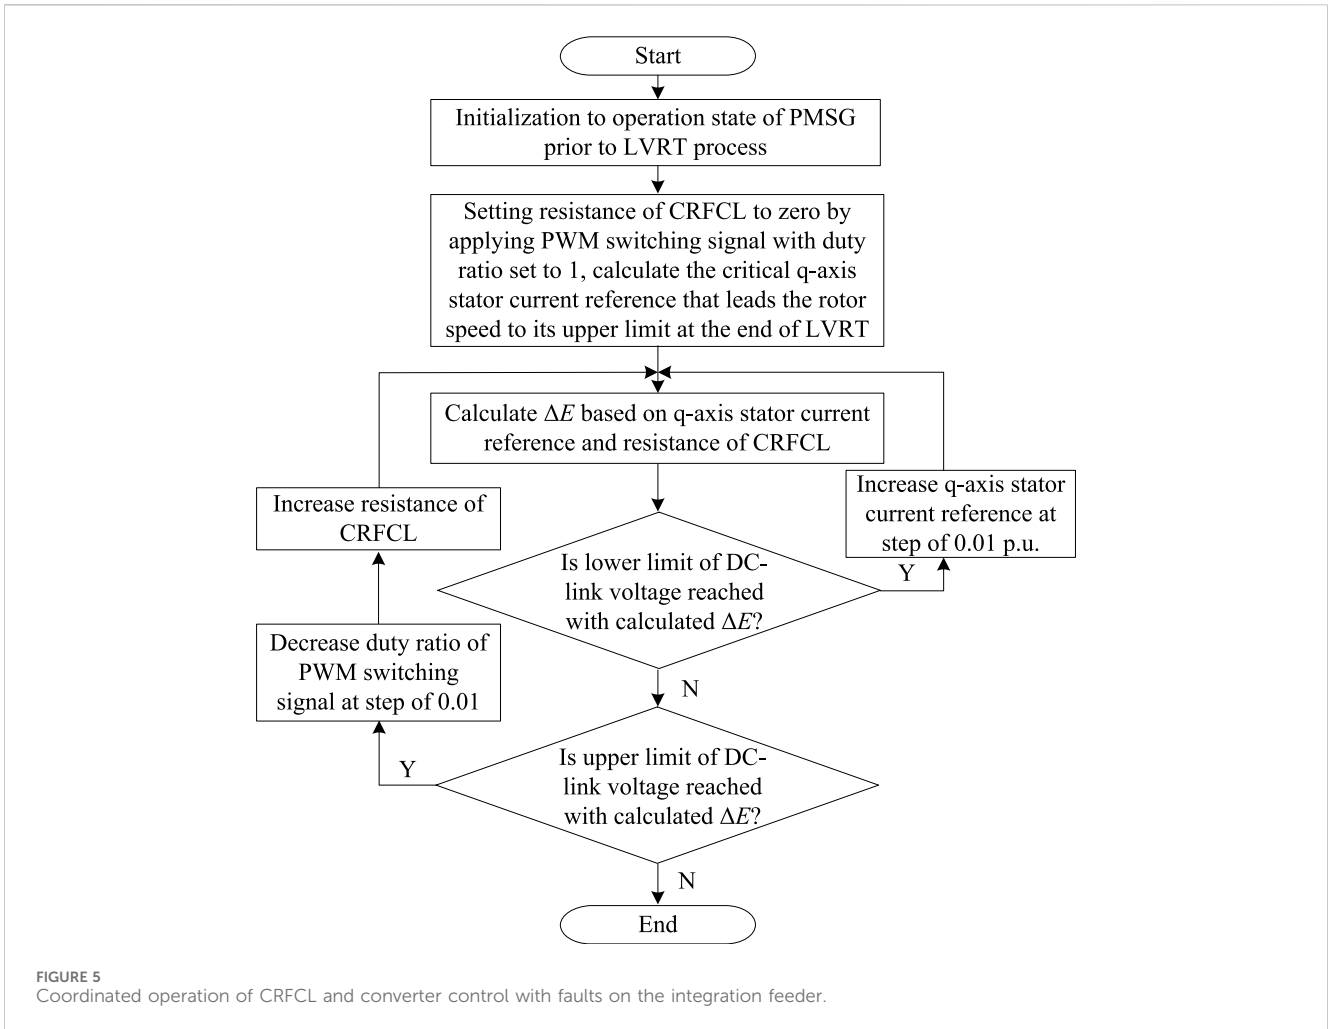 Start
Initialization to operation state of PMSG
prior to LVRT process
Setting resistance of CRFCL to zero by
applying PWM switching signal with duty
ratio set to 1, calculate the critical q-axis
stator current reference that leads the rotor
speed to its upper limit at the end of LVRT
Calculate ΔE based on q-axis stator current
reference and resistance of CRFCL
Increase resistance of
CRFCL
Increase q-axis stator
current reference at
step of 0.01 p.u.
Is lower limit of DC-
link voltage reached
with calculated ΔE?
Y
Decrease duty ratio of
PWM switching
signal at step of 0.01
N
Is upper limit of DC-
link voltage reached
with calculated ΔE?
Y
N
End
FIGURE 5
Coordinated operation of CRFCL and converter control with faults on the integration feeder.